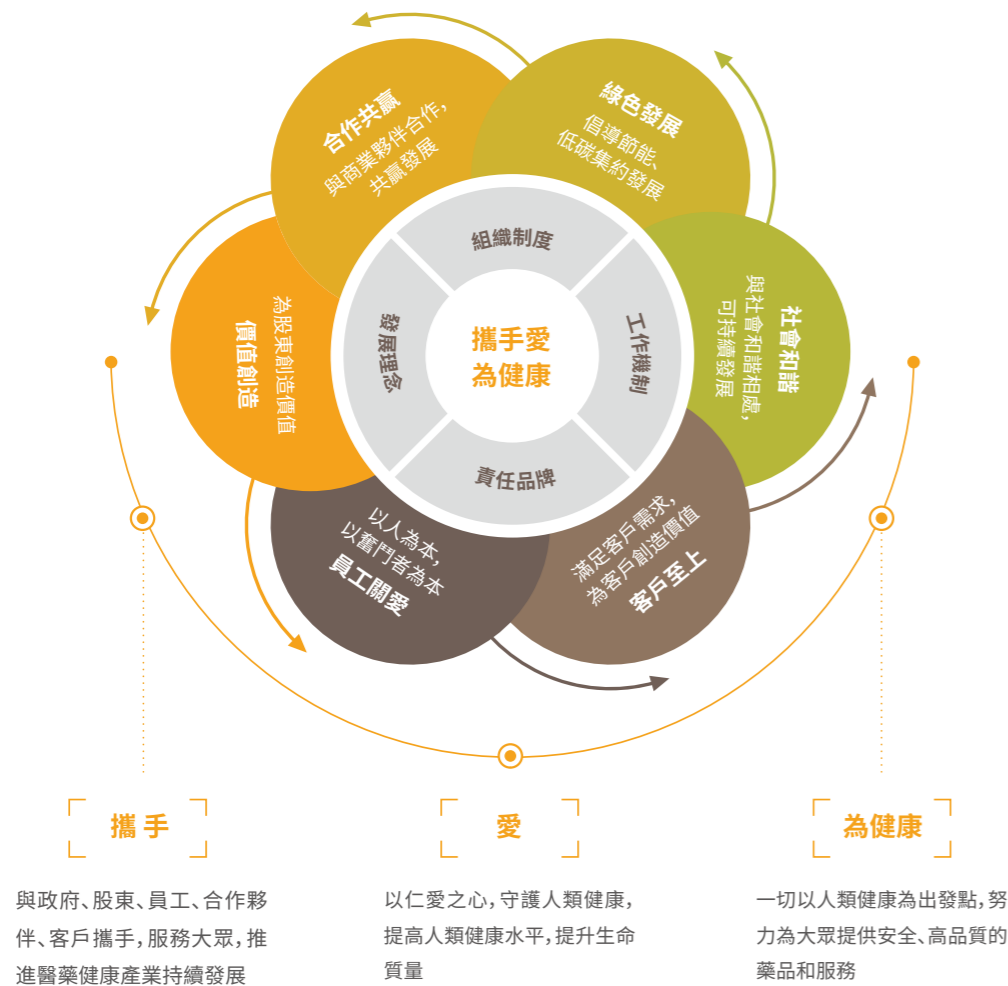 合作共贏
與商業夥伴合作，
共贏發展
綠色發展
倡導節能、
低碳集約發展
社會和諧
與社會和諧相處，
可持續發展
滿足客戶需求，
為客戶創造價值
客戶至上
以人為本，
以奮鬥者為本
員工關愛
為股東創造價值
價值創造
組織制度
工作機制
責任品牌
發展理念
攜手愛
為健康
攜手
與政府、股東、員工、合作夥
伴、客戶攜手，服務大眾，推
進醫藥健康產業持續發展
愛
以仁愛之心，守護人類健康，
提高人類健康水平，提升生命
質量
為健康
一切以人類健康為出發點，努
力為大眾提供安全、高品質的
藥品和服務